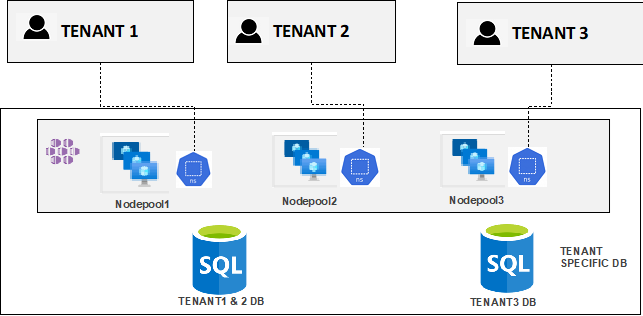 TENANT 1
TENANT 2
TENANT 3
ns
ns
ns
Nodepool1
Nodepool2
Nodepool3
SQL
SQL
TENANT
SPECIFIC DB
TENANT1 & 2 DB
TENANT3 DB